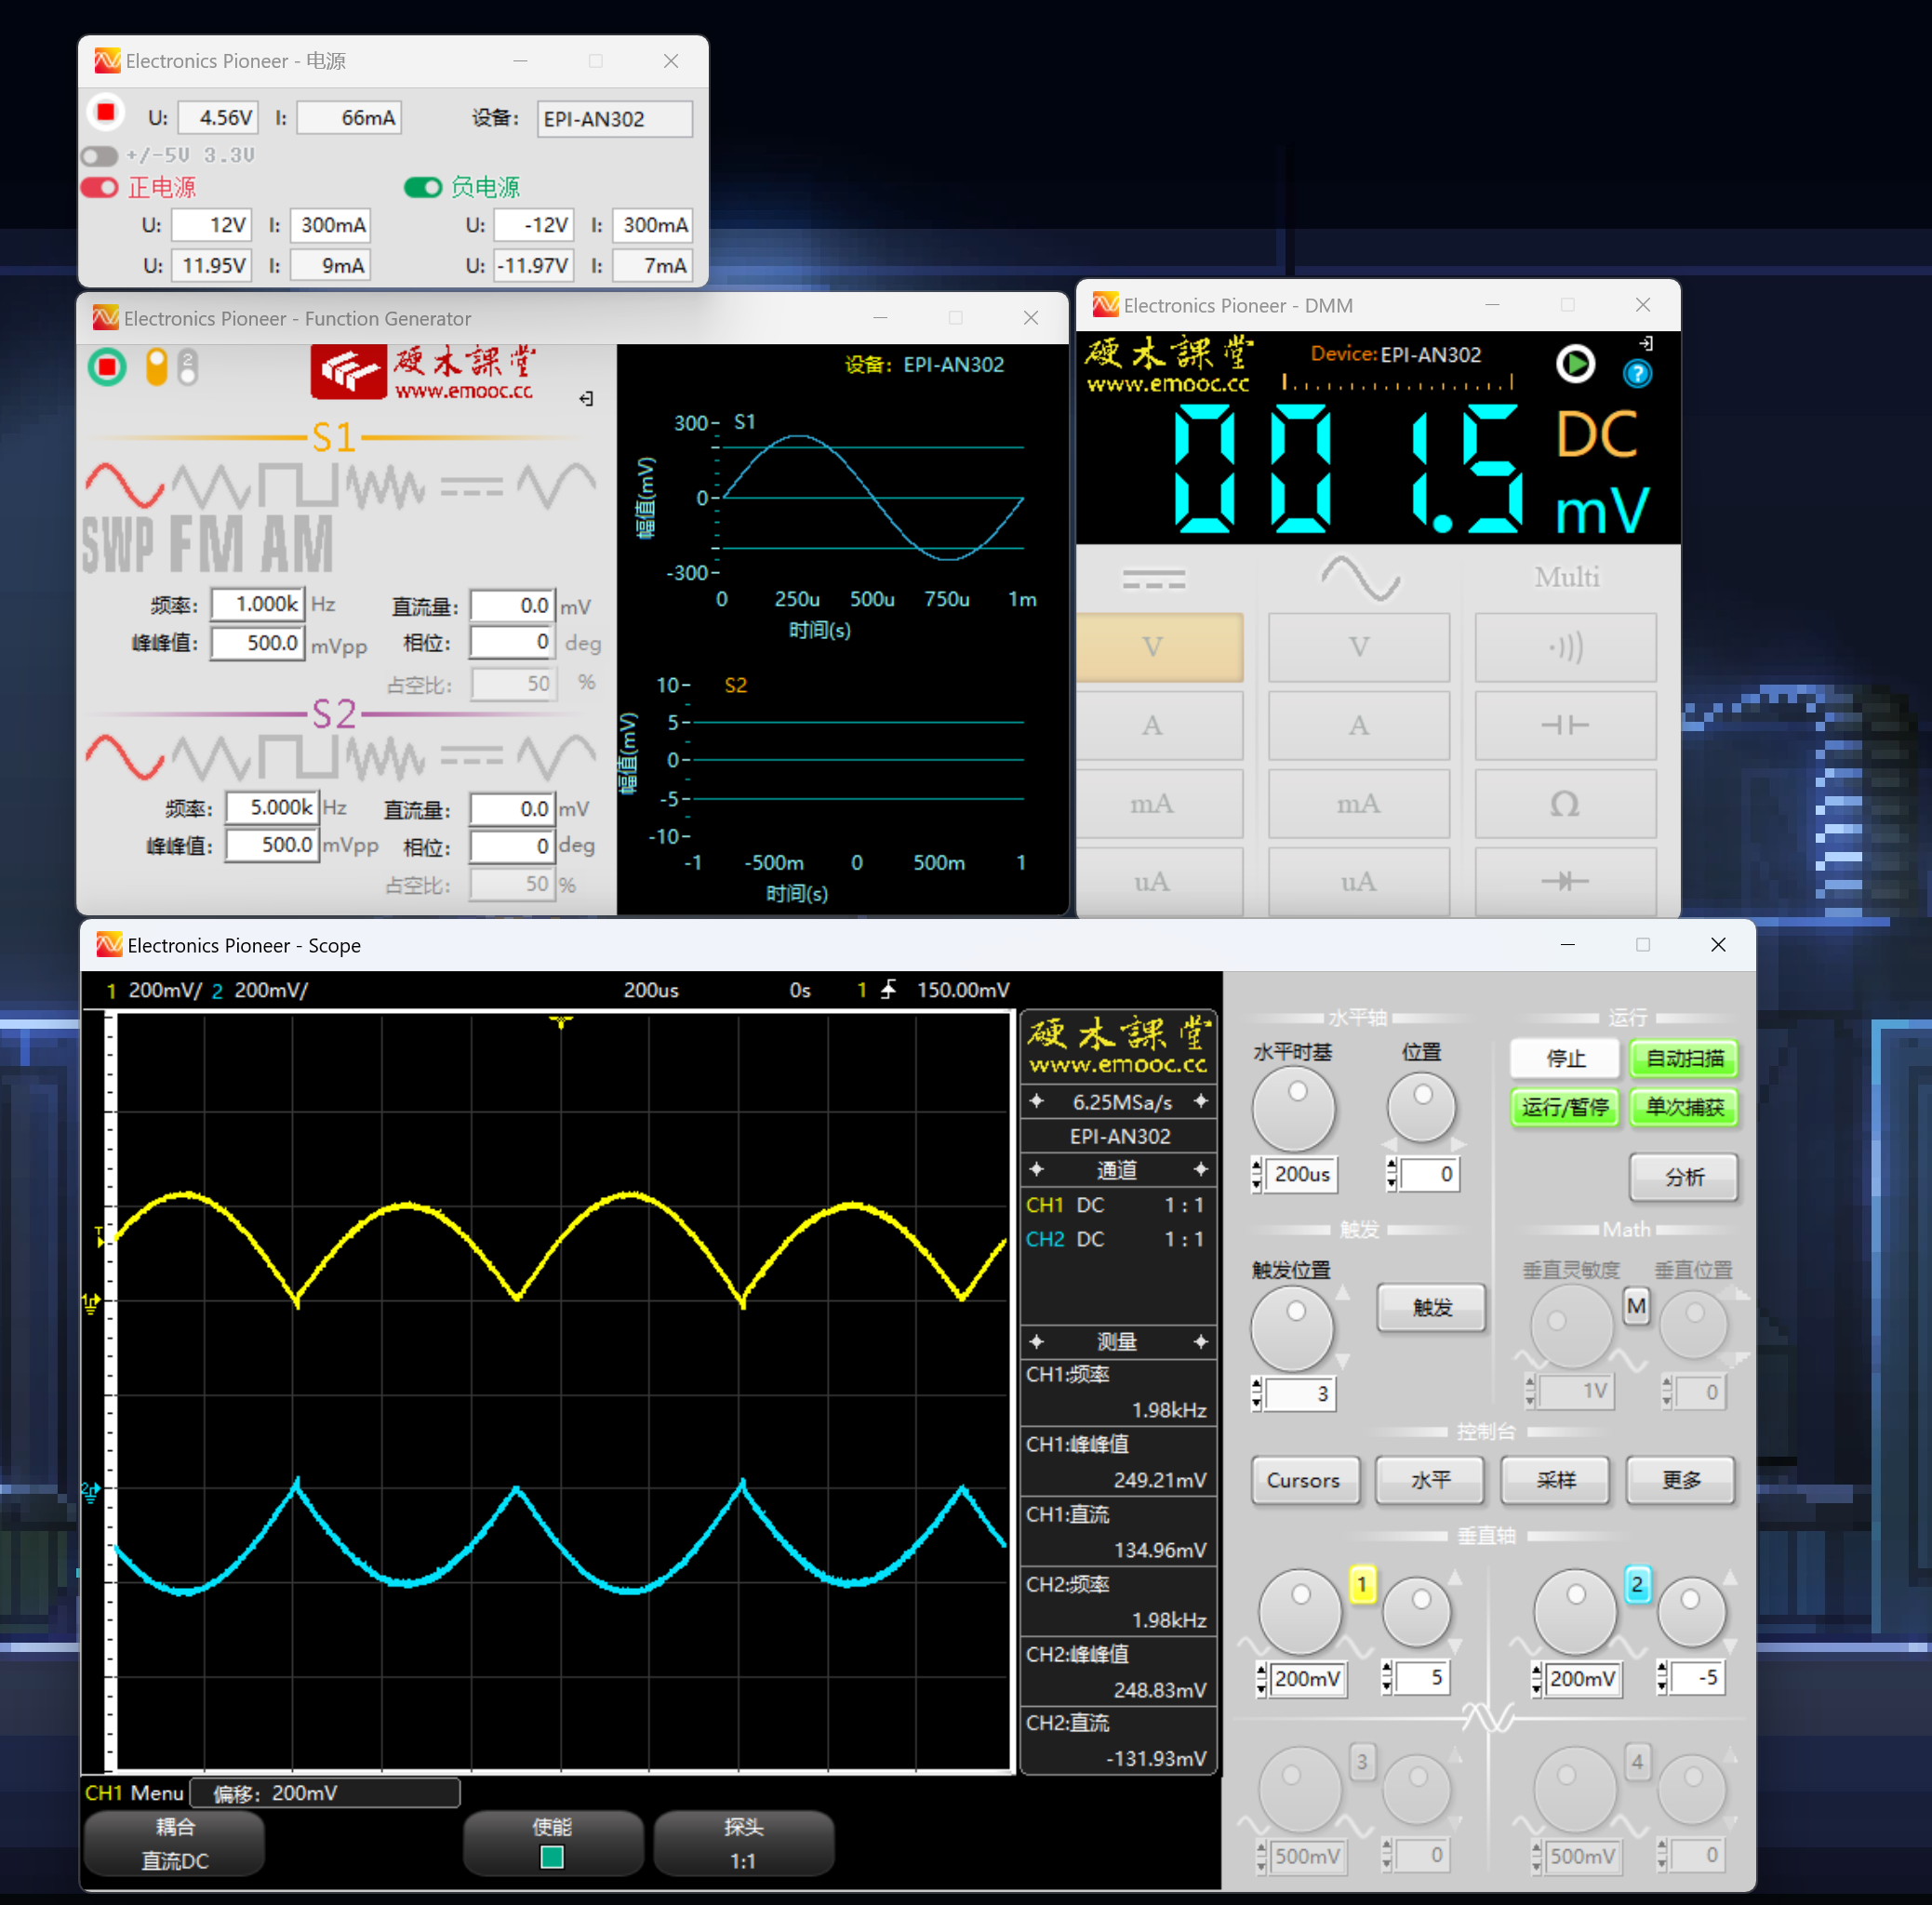 Electronics Pioneer - 电源
U: 4.56V I: 66mA 设备: EPI-AN302
+/-5V 3.3V
正电源 负电源
U: 12V I: 300mA U: -12V I: 300mA
U: 11.95V I: 9mA U: -11.97V I: 7mA
Electronics Pioneer - Function Generator
2
硬木課堂
www.emooc.cc
S1
SWP FM AM
频率: 1.000k Hz 直流量: 0.0 mV
峰峰值: 500.0 mVpp 相位: 0 deg
占空比: 50 %
S2
频率: 5.000k Hz 直流量: 0.0 mV
峰峰值: 500.0 mVpp 相位: 0 deg
占空比: 50 %
设备: EPI-AN302
300 S1
0
-300
幅值(mV)
0 250u 500u 750u 1m
时间(s)
10 S2
5
0
-5
-10
幅值(mV)
-1 -500m 0 500m 1
时间(s)
Electronics Pioneer - DMM
硬木課堂
www.emooc.cc
Device: EPI-AN302
?
001.5 DC mV
Multi
V V
A A
mA mA Ω
uA uA
Electronics Pioneer - Scope
1 200mV/ 2 200mV/ 200us 0s 1 150.00mV
T
1
2
硬木課堂
www.emooc.cc
6.25MSa/s
EPI-AN302
通道
CH1 DC 1 : 1
CH2 DC 1 : 1
测量
CH1:频率
1.98kHz
CH1:峰峰值
249.21mV
CH1:直流
134.96mV
CH2:频率
1.98kHz
CH2:峰峰值
248.83mV
CH2:直流
-131.93mV
CH1 Menu 偏移: 200mV
耦合
直流DC
使能
探头
1:1
水平轴 运行
水平时基 位置 停止 自动扫描
运行/暂停 单次捕获
200us 0 分析
触发 Math
触发位置 触发 垂直灵敏度 垂直位置
M
3 1V 0
控制台
Cursors 水平 采样 更多
垂直轴
1 2
200mV 5 200mV -5
3 4
500mV 0 500mV 0